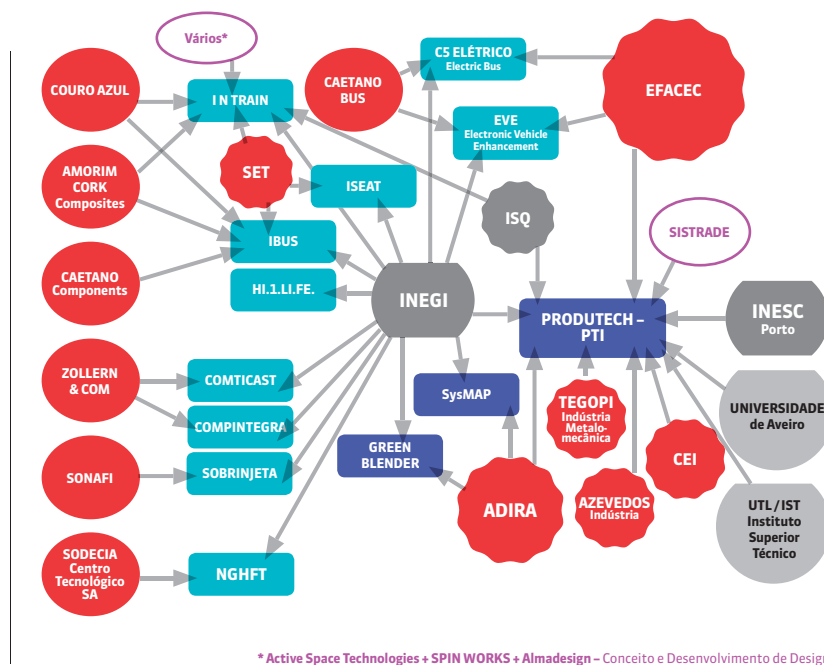 Vários*
C5 ELÉTRICO
Electric Bus
COURO AZUL
IN TRAIN
CAETANO
BUS
EFACEC
EVE
Electronic Vehicle
Enhancement
AMORIM
CORK
Composites
SET
ISEAT
ISQ
SISTRADE
IBUS
CAETANO
Components
HI.1.LI.FE.
INEGI
PRODUTECH –
PTI
INESC
Porto
ZOLLERN
& COM
COMTICAST
SysMAP
TEGOPI
Indústria
Metalo-
mecânica
UNIVERSIDADE
de Aveiro
COMPINTEGRA
GREEN
BLENDER
CEI
SONAFI
SOBRINJETA
ADIRA
AZEVEDOS
Indústria
UTL / IST
Instituto
Superior
Técnico
SODECIA
Centro
Tecnológico
SA
NGHFT
* Active Space Technologies + SPIN WORKS + Almadesign – Conceito e Desenvolvimento de Design